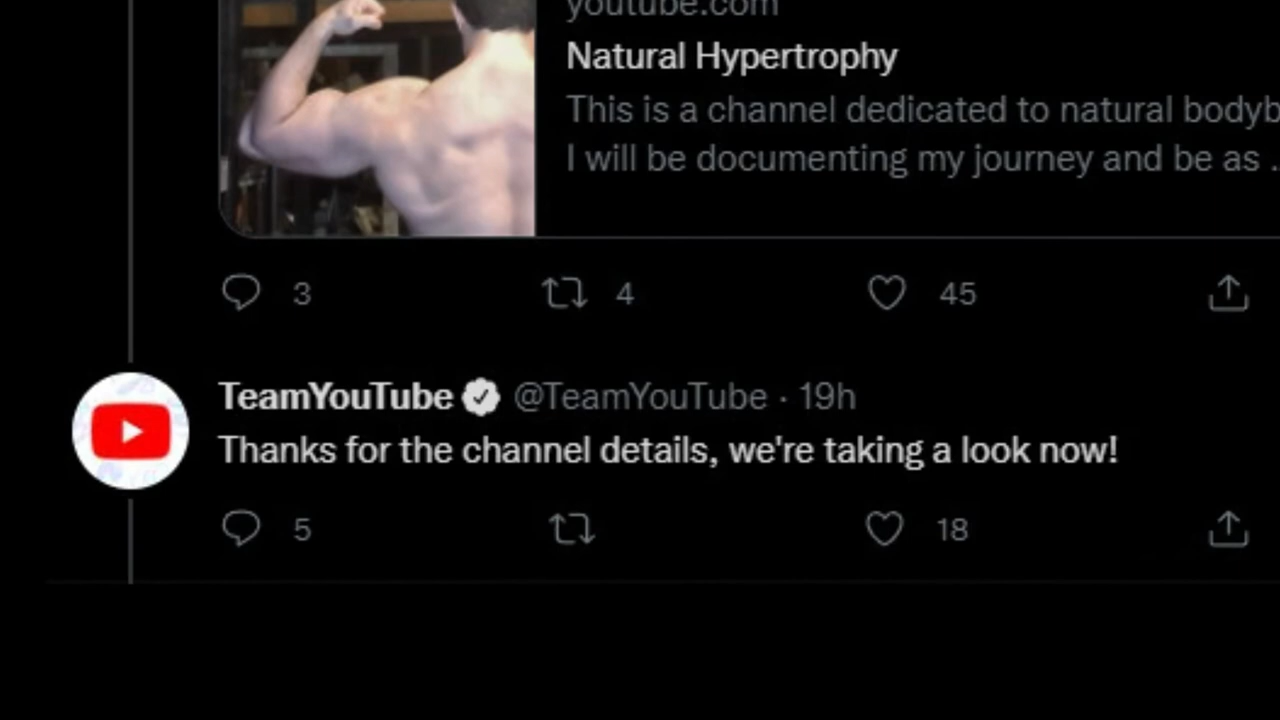 youtube.com
Natural Hypertrophy
This is a channel dedicated to natural bodyb
I will be documenting my journey and be as .
3 4 45
TeamYouTube @TeamYouTube · 19h
Thanks for the channel details, we're taking a look now!
5 18